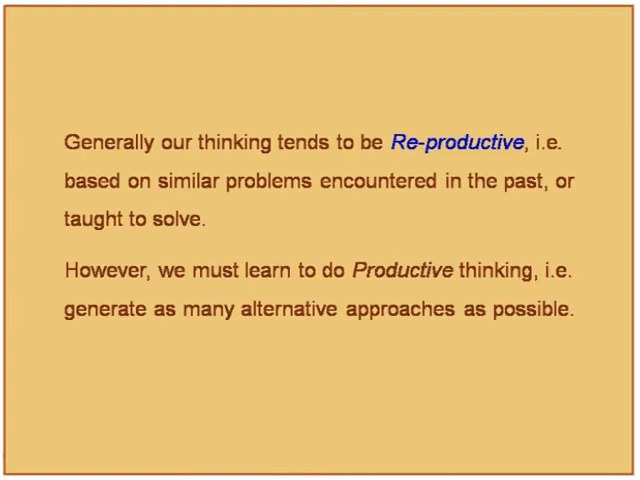 Generally our thinking tends to be Re-productive, i.e.
based on similar problems encountered in the past, or
taught to solve.
However, we must learn to do Productive thinking, i.e.
generate as many alternative approaches as possible.